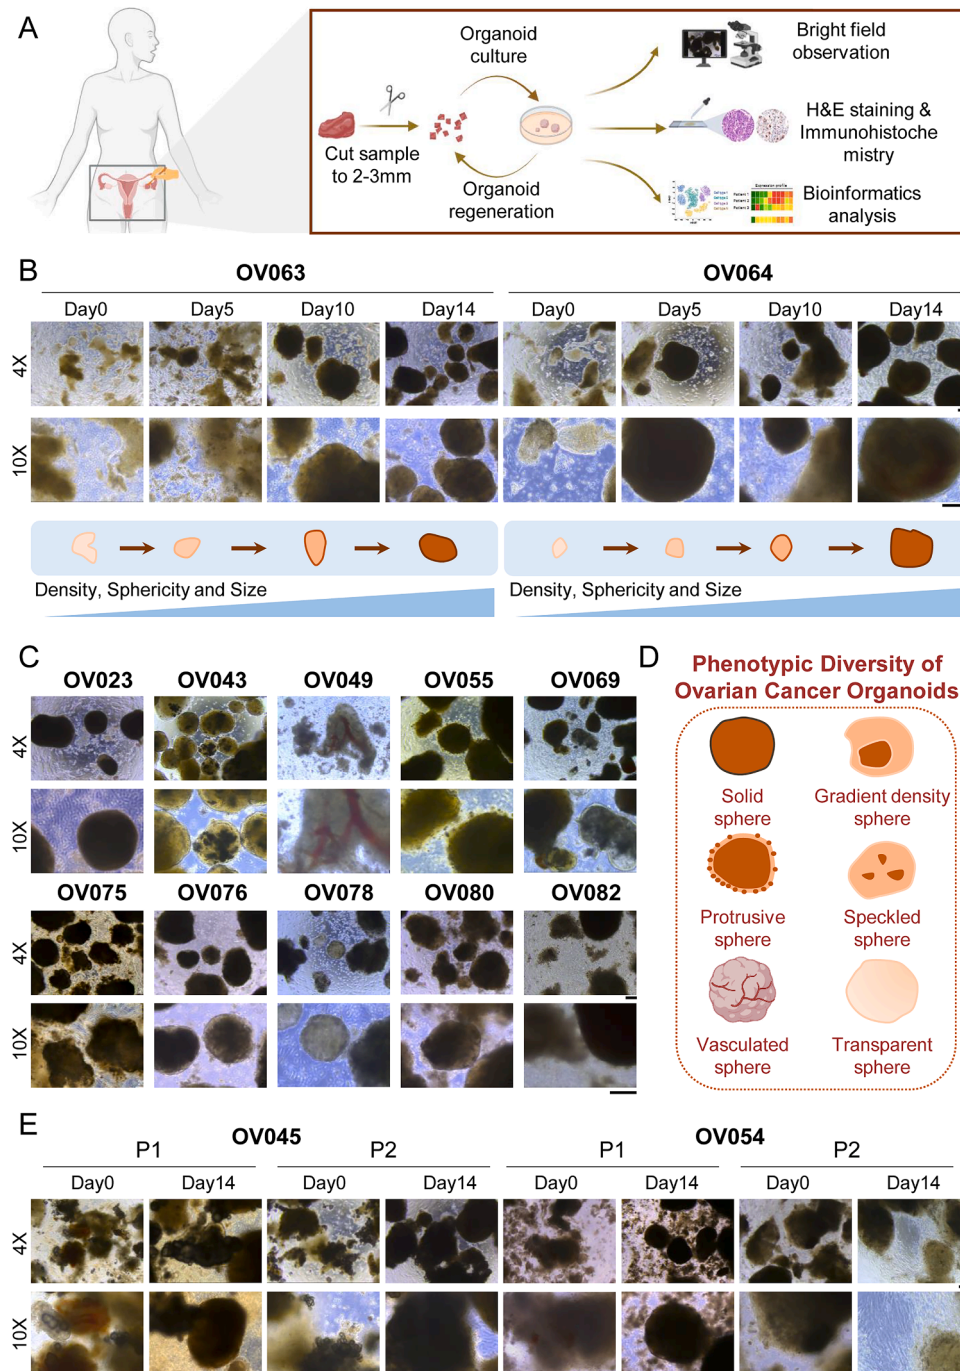 A
Organoid
culture
Cut sample
to 2-3mm
Organoid
regeneration
Bright field
observation
H&E staining &
Immunohistoche
mistry
Bioinformatics
analysis
B
OV063
OV064
Day0
Day5
Day10
Day14
Day0
Day5
Day10
Day14
4X
10X
Density, Sphericity and Size
Density, Sphericity and Size
C
OV023
OV043
OV049
OV055
OV069
4X
10X
OV075
OV076
OV078
OV080
OV082
4X
10X
D
Phenotypic Diversity of
Ovarian Cancer Organoids
Solid
sphere
Gradient density
sphere
Protrusive
sphere
Speckled
sphere
Vasculated
sphere
Transparent
sphere
E
OV045
OV054
P1
P2
P1
P2
Day0
Day14
Day0
Day14
Day0
Day14
Day0
Day14
4X
10X